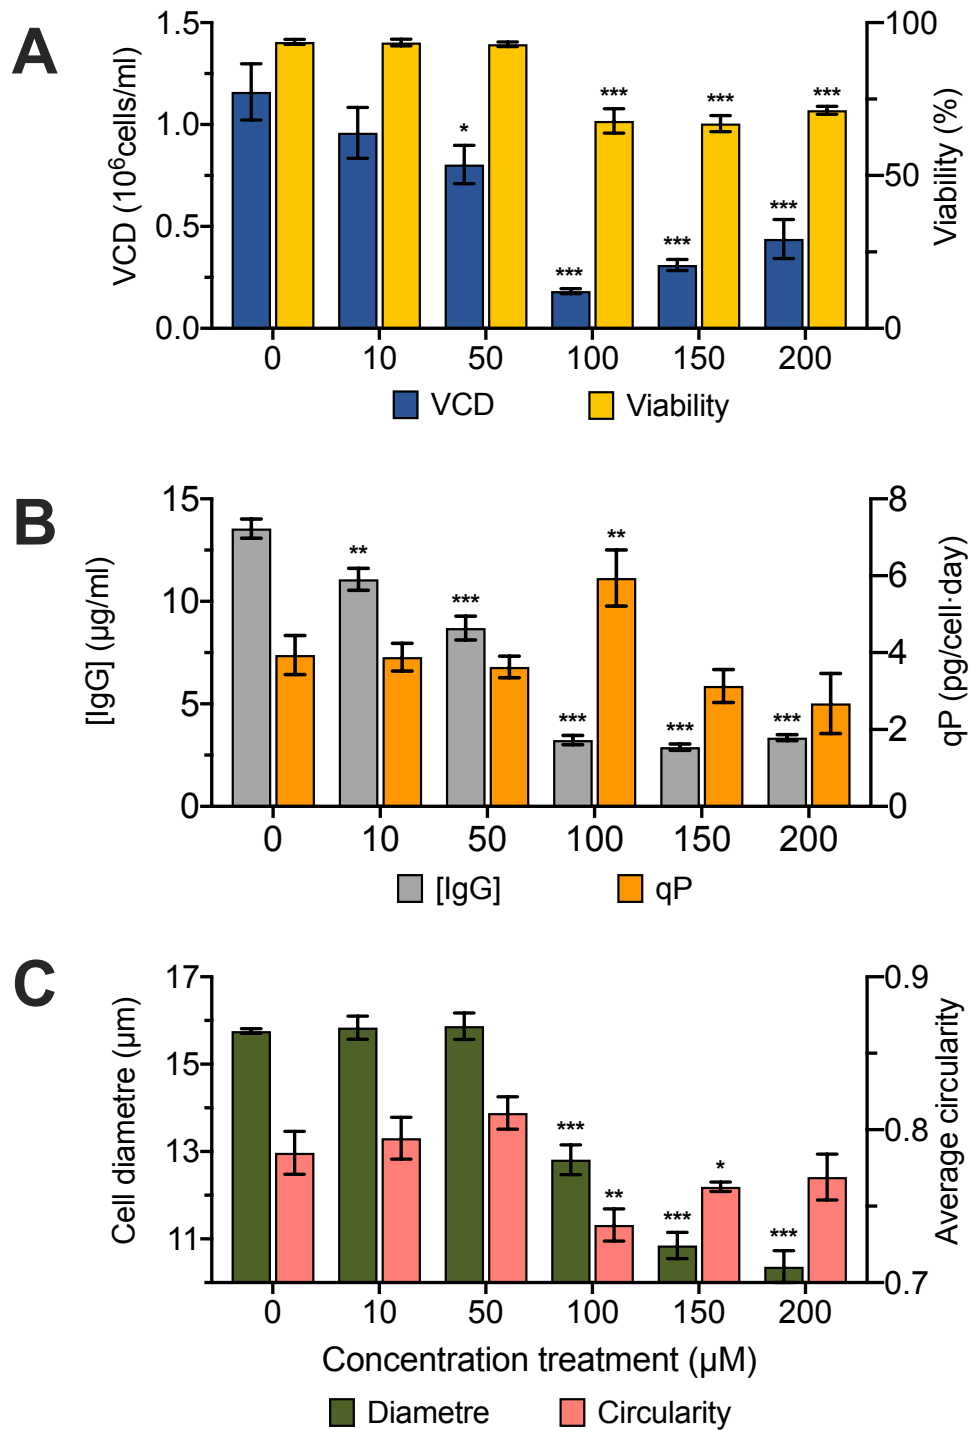 A
VCD (10⁶cells/ml)
1.5
1.0
0.5
0.0
*
***
***
***
***
***
***
100
50
0
Viability (%)
0 10 50 100 150 200
VCD Viability
B
[IgG] (µg/ml)
15
10
5
0
**
***
***
**
***
***
8
6
4
2
0
qP (pg/cell·day)
0 10 50 100 150 200
[IgG] qP
C
Cell diametre (µm)
17
15
13
11
***
**
***
*
***
0.9
0.8
0.7
Average circularity
0 10 50 100 150 200
Concentration treatment (µM)
Diametre Circularity